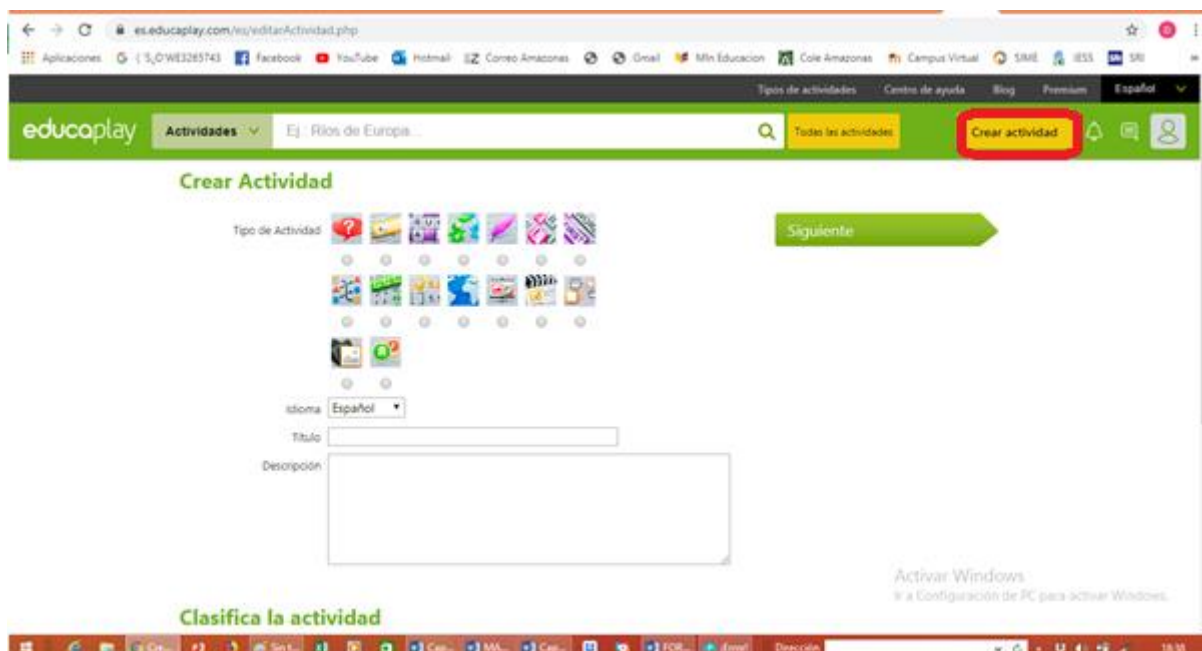 es.educaplay.com/es/editarActividad.php
Aplicaciones Facebook YouTube Hotmail Correo Amazonas Gmail MIn Educacion Cole Amazonas Campus Virtual SIME IESS SRI
Tipos de actividades Centro de ayuda Blog Premium Español
educaplay Actividades Ej: Ríos de Europa... Todas las actividades Crear actividad
Crear Actividad
Tipo de Actividad
Siguiente
Idioma Español
Título
Descripción
Activar Windows
Ir a Configuración de PC para activar Windows.
Clasifica la actividad
Dirección 18:38